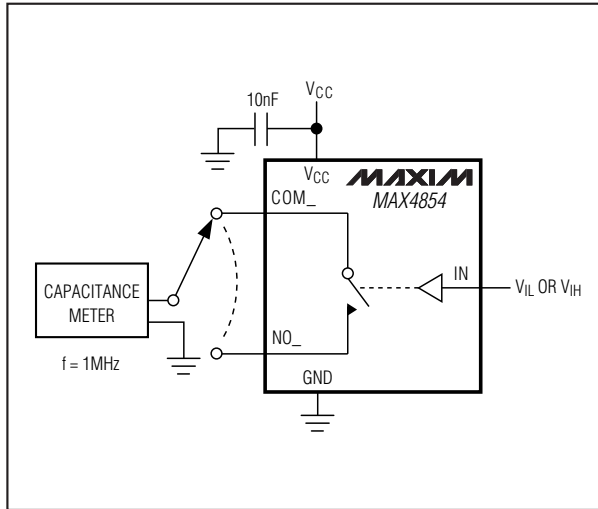 10nF
VCC
VCC
MAXIM
MAX4854
COM_
IN
VIL OR VIH
CAPACITANCE
METER
NO_
f = 1MHz
GND